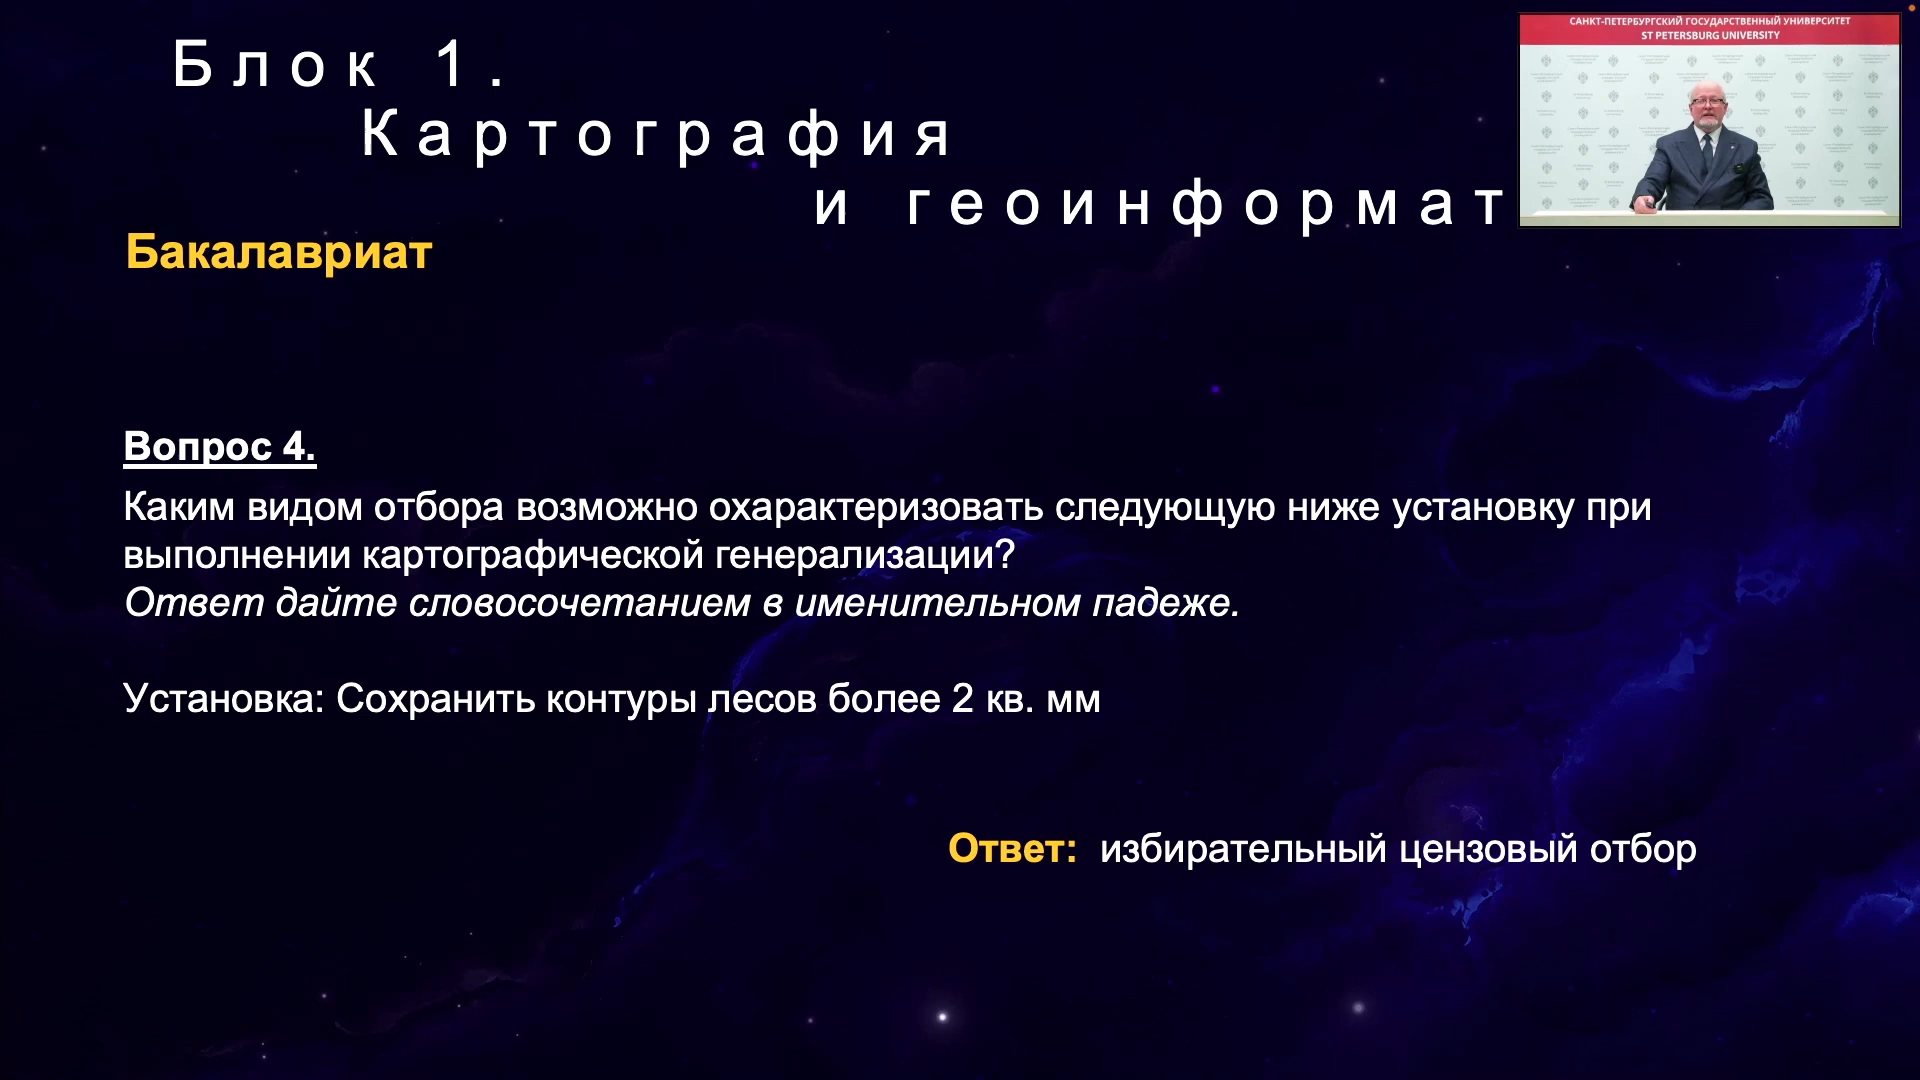 Блок 1.
Картография
и геоинформат
Бакалавриат
САНКТ-ПЕТЕРБУРГСКИЙ ГОСУДАРСТВЕННЫЙ УНИВЕРСИТЕТ
ST PETERSBURG UNIVERSITY
Вопрос 4.
Каким видом отбора возможно охарактеризовать следующую ниже установку при
выполнении картографической генерализации?
Ответ дайте словосочетанием в именительном падеже.
Установка: Сохранить контуры лесов более 2 кв. мм
Ответ: избирательный цензовый отбор